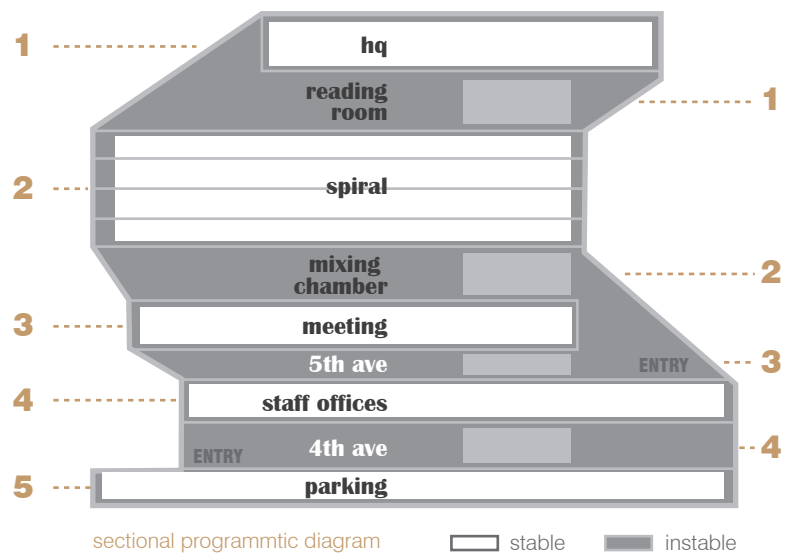 1
hq
reading
room
1
2
spiral
mixing
chamber
2
3
meeting
5th ave
ENTRY
3
4
staff offices
ENTRY
4th ave
4
5
parking
sectional programmtic diagram
stable
instable